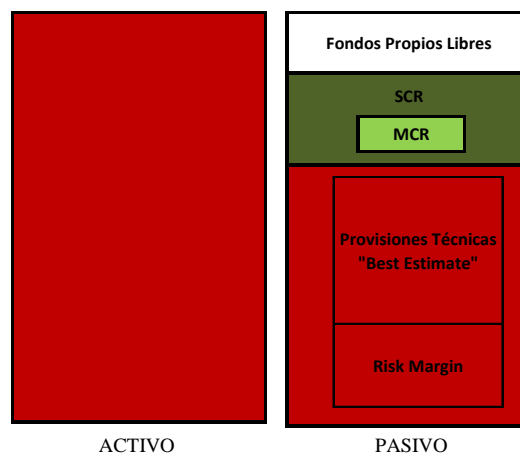 Fondos Propios Libres
SCR
MCR
Provisiones Técnicas
"Best Estimate"
Risk Margin
ACTIVO
PASIVO